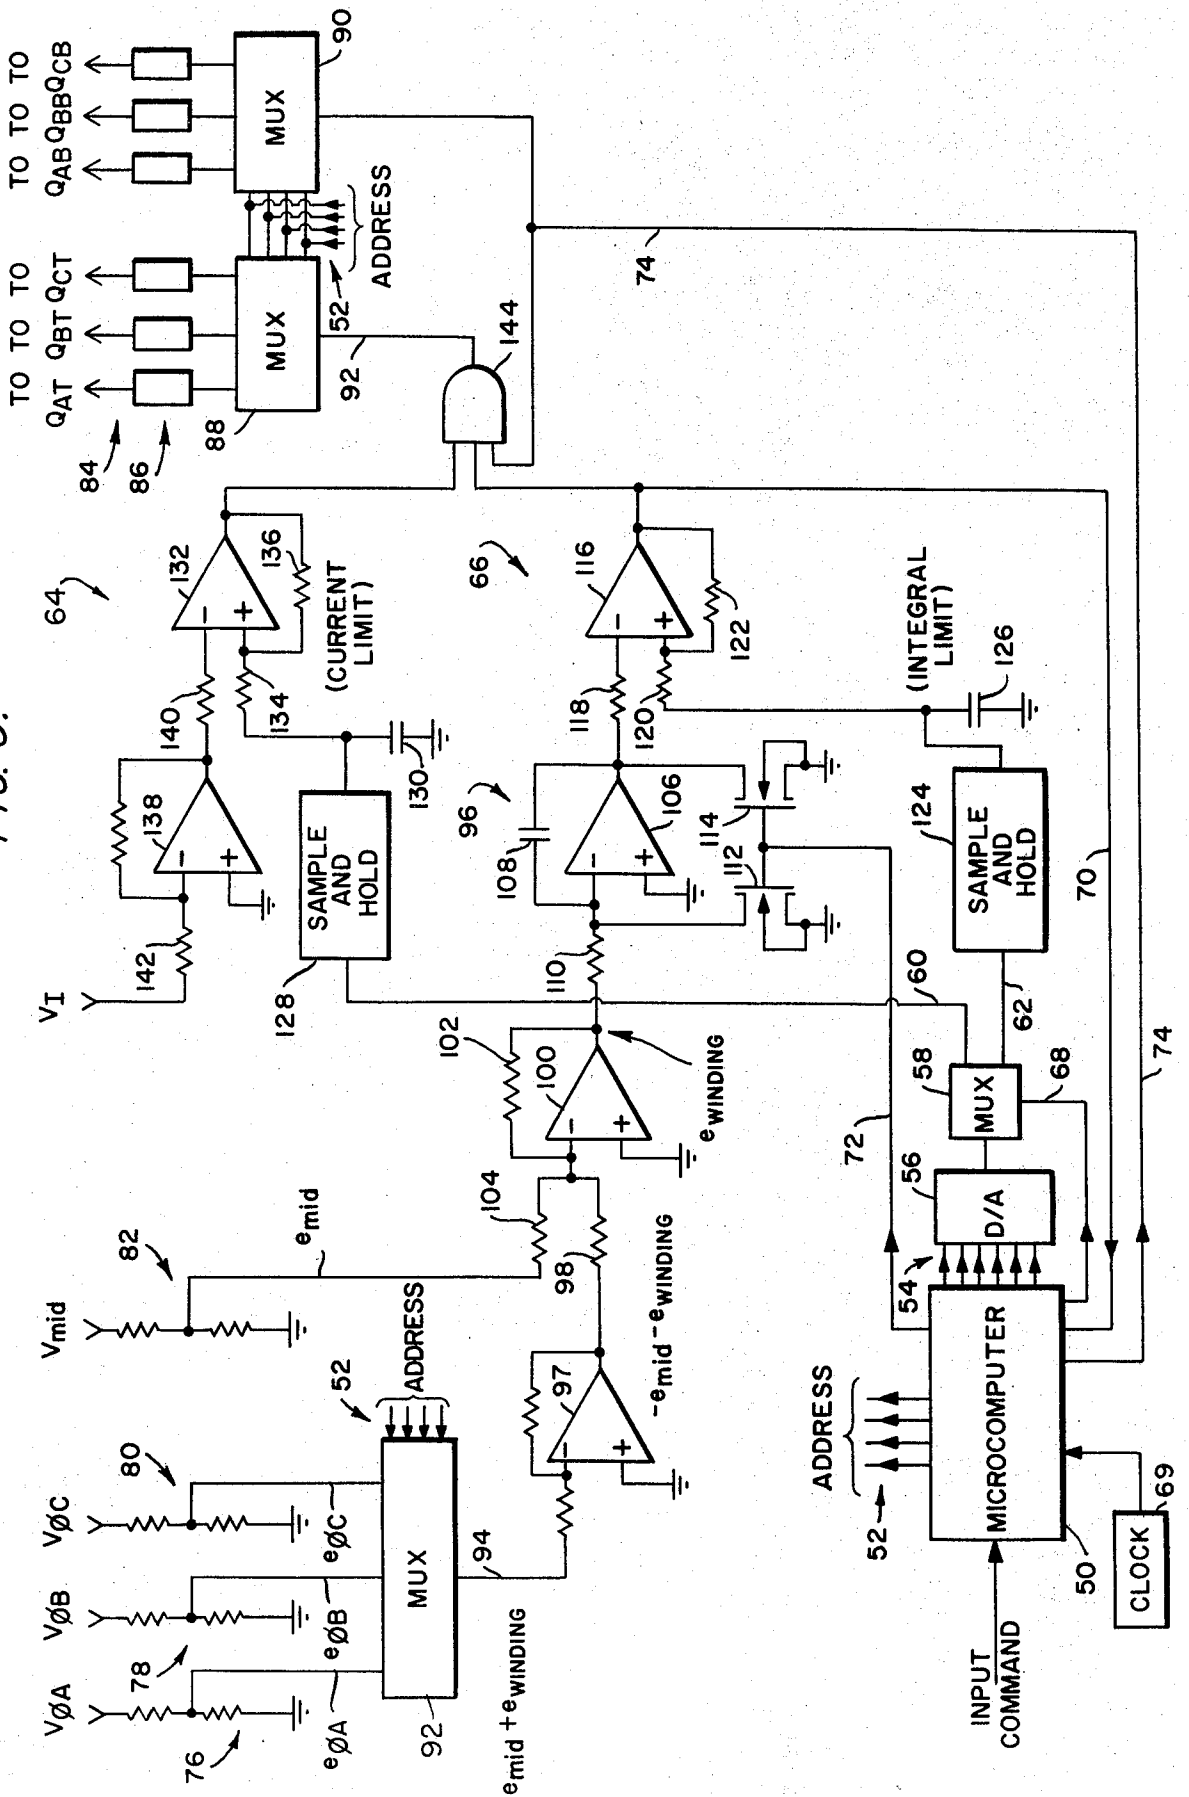 FIG. 3.
VØA
VØB
VØC
Vmid
VI
64
TO QAT
TO QBT
TO QCT
TO QAB
TO QBB
TO QCB
84
86
88
MUX
MUX
90
52
ADDRESS
92
144
74
76
78
80
82
eØA
eØB
eØC
emid
52
ADDRESS
MUX
92
94
emid + eWINDING
97
-
+
-emid - eWINDING
98
104
102
100
-
+
eWINDING
142
138
-
+
140
132
-
+
134
136
(CURRENT
LIMIT)
128
SAMPLE
AND
HOLD
130
110
96
108
106
-
+
112
114
66
118
116
-
+
120
122
(INTEGRAL
LIMIT)
126
124
SAMPLE
AND
HOLD
60
62
58
MUX
68
56
D/A
54
72
70
74
ADDRESS
52
MICROCOMPUTER
50
INPUT
COMMAND
CLOCK
69